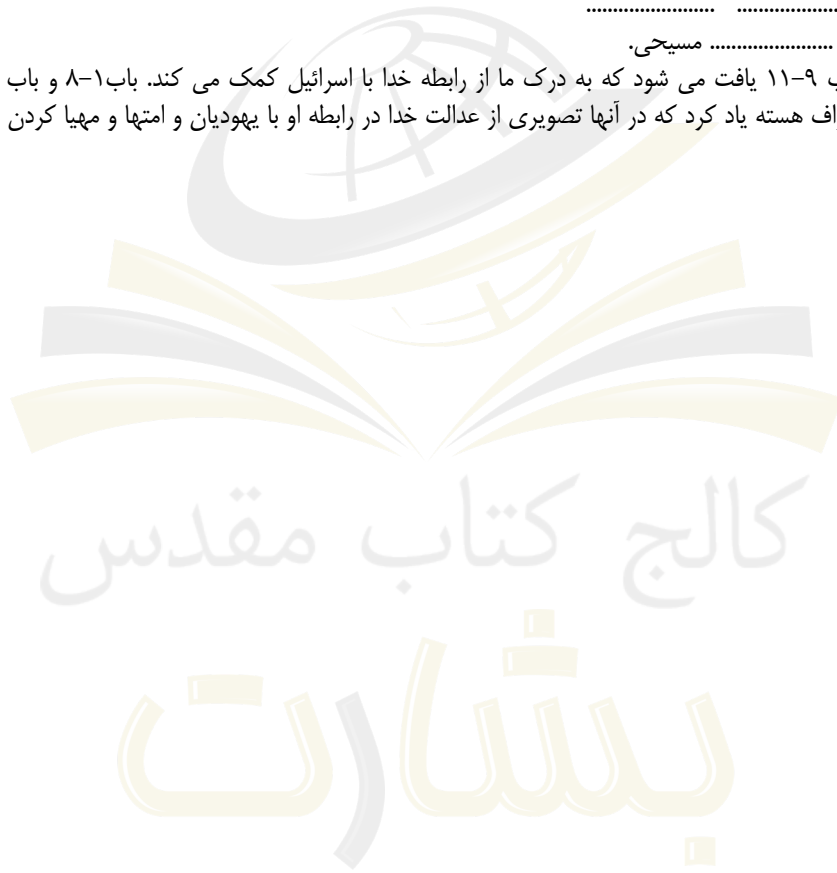 ........................ ....................
....................... مسیحی.
ب ۹-۱۱ یافت می شود که به درک ما از رابطه خدا با اسرائیل کمک می کند. باب۱-۸ و باب
اف هسته یاد کرد که در آنها تصویری از عدالت خدا در رابطه او با یهودیان و امتها و مهیا کردن
کالج کتاب مقدس
بشارت